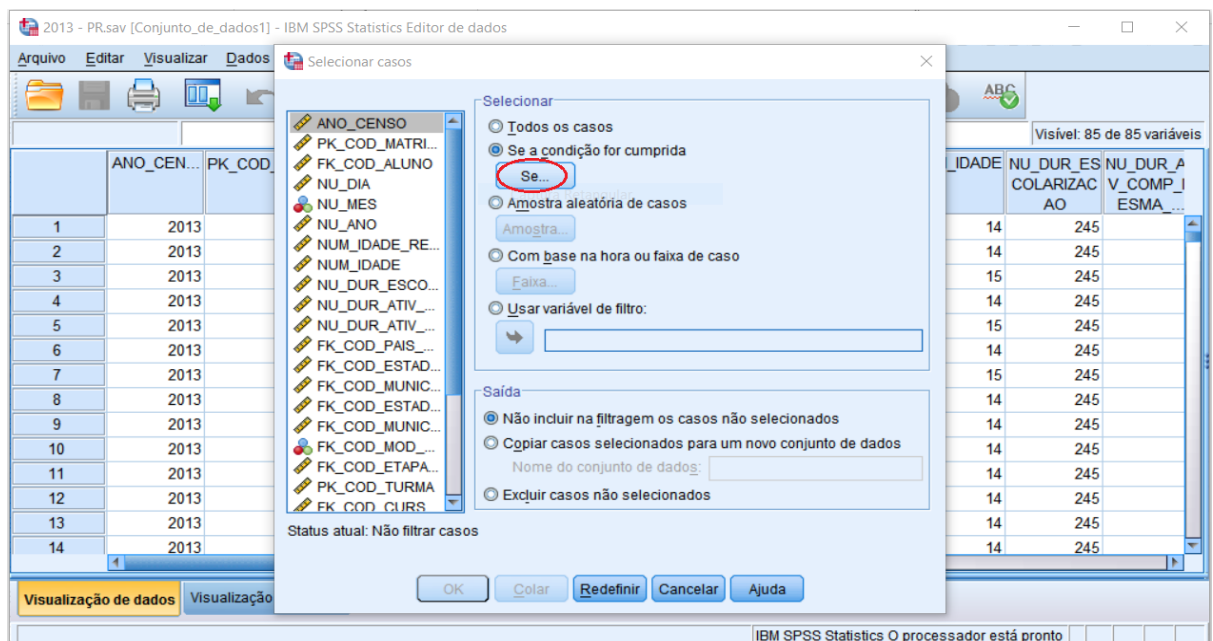 2013 - PR.sav [Conjunto_de_dados1] - IBM SPSS Statistics Editor de dados
Arquivo Editar Visualizar Dados
Selecionar casos
ANO_CENSO
PK_COD_MATRI...
FK_COD_ALUNO
NU_DIA
NU_MES
NU_ANO
NUM_IDADE_RE...
NUM_IDADE
NU_DUR_ESCO...
NU_DUR_ATIV_...
NU_DUR_ATIV_...
FK_COD_PAIS_...
FK_COD_ESTAD...
FK_COD_MUNIC...
FK_COD_ESTAD...
FK_COD_MUNIC...
FK_COD_MOD_...
FK_COD_ETAPA...
PK_COD_TURMA
FK_COD_CURS
Selecionar
Todos os casos
Se a condição for cumprida
Se...
Retangular
Amostra aleatória de casos
Amostra...
Com base na hora ou faixa de caso
Faixa...
Usar variável de filtro:
Saída
Não incluir na filtragem os casos não selecionados
Copiar casos selecionados para um novo conjunto de dados
Nome do conjunto de dados:
Excluir casos não selecionados
Status atual: Não filtrar casos
OK Colar Redefinir Cancelar Ajuda
ABC
Visível: 85 de 85 variáveis
ANO_CEN... PK_COD_ _IDADE NU_DUR_ES NU_DUR_A
COLARIZAC V_COMP_
AO ESMA_...
1 2013 14 245
2 2013 14 245
3 2013 15 245
4 2013 14 245
5 2013 15 245
6 2013 14 245
7 2013 15 245
8 2013 14 245
9 2013 14 245
10 2013 14 245
11 2013 14 245
12 2013 14 245
13 2013 14 245
14 2013 14 245
Visualização de dados Visualização
IBM SPSS Statistics O processador está pronto